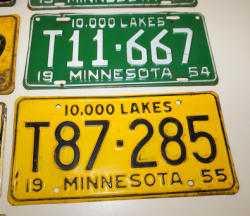 10,000 LAKES
T11-667
19 MINNESOTA 54
10,000 LAKES
T87-285
19 MINNESOTA 55